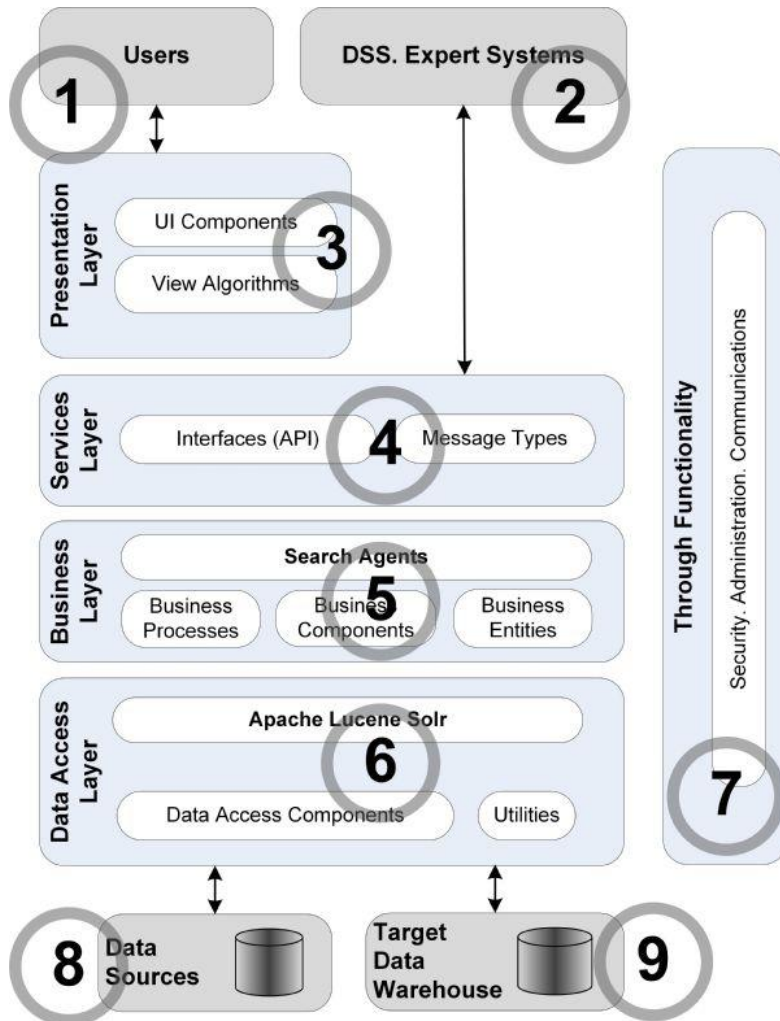 Users
1
DSS. Expert Systems
2
Presentation
Layer
UI Components
View Algorithms
3
Services
Layer
Interfaces (API)
4
Message Types
Business
Layer
Search Agents
5
Business
Processes
Business
Components
Business
Entities
Data Access
Layer
Apache Lucene Solr
6
Data Access Components
Utilities
Through Functionality
Security. Administration. Communications
7
8
Data
Sources
Target
Data
Warehouse
9